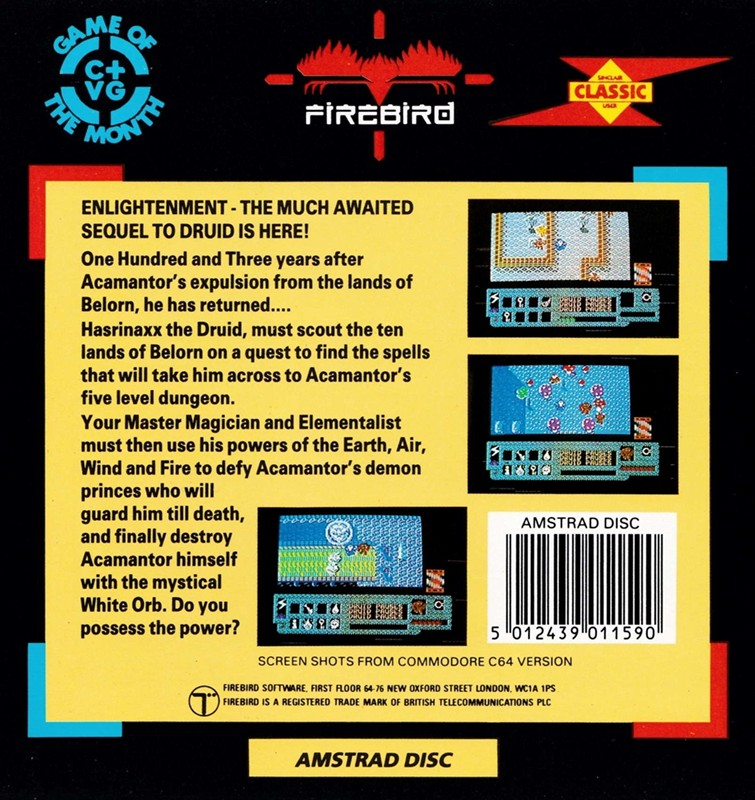 GAME OF
C+
VG
THE MONTH
FIREBIRD
SINCLAIR
CLASSIC
USER
ENLIGHTENMENT - THE MUCH AWAITED
SEQUEL TO DRUID IS HERE!
One Hundred and Three years after
Acamantor's expulsion from the lands of
Belorn, he has returned....
Hasrinaxx the Druid, must scout the ten
lands of Belorn on a quest to find the spells
that will take him across to Acamantor's
five level dungeon.
Your Master Magician and Elementalist
must then use his powers of the Earth, Air,
Wind and Fire to defy Acamantor's demon
princes who will
guard him till death,
and finally destroy
Acamantor himself
with the mystical
White Orb. Do you
possess the power?
AMSTRAD DISC
5 012439 011590
SCREEN SHOTS FROM COMMODORE C64 VERSION
FIREBIRD SOFTWARE, FIRST FLOOR 64-76 NEW OXFORD STREET LONDON. WC1A 1PS
FIREBIRD IS A REGISTERED TRADE MARK OF BRITISH TELECOMMUNICATIONS PLC
AMSTRAD DISC